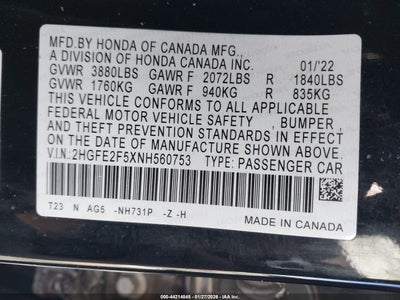 MFD.BY HONDA OF CANADA MFG.,
A DIVISION OF HONDA CANADA INC. 01/'22
GVWR 3880LBS GAWR F 2072LBS R 1840LBS
GVWR 1760KG GAWR F 940KG R 835KG
THIS VEHICLE CONFORMS TO ALL APPLICABLE
FEDERAL MOTOR VEHICLE SAFETY, BUMPER,
AND THEFT PREVENTION STANDARDS IN EFFECT
ON THE DATE OF MANUFACTURE SHOWN ABOVE.
V.I.N:2HGFE2F5XNH560753 TYPE: PASSENGER CAR
T23 N AG5 -NH731P -Z -H
MADE IN CANADA
000-44214845 - 01/27/2026 - IAA Inc.